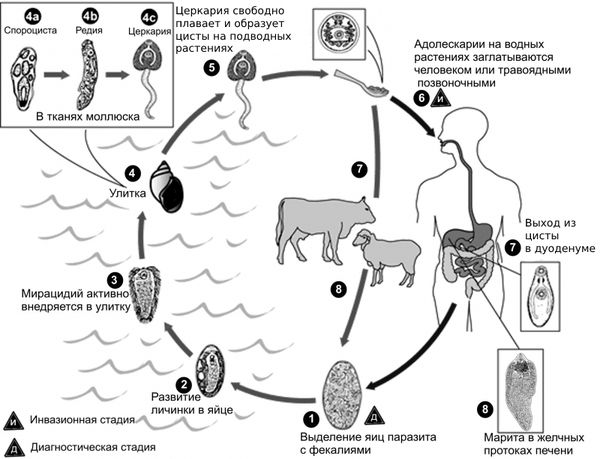 4a 4b 4c
Спороциста Редия Церкария
В тканях моллюска
Церкария свободно
плавает и образует
цисты на подводных
растениях
5
Адолескарии на водных
растениях заглатываются
человеком или травоядными
позвоночными
6 И
4
Улитка
7
Выход из
цисты
7 в дуоденуме
3
Мирацидий активно
внедряется в улитку
8
2
Развитие
личинки в яйце
1 Д
Выделение яиц паразита
с фекалиями
8
Марита в желчных
протоках печени
И Инвазионная стадия
Д Диагностическая стадия